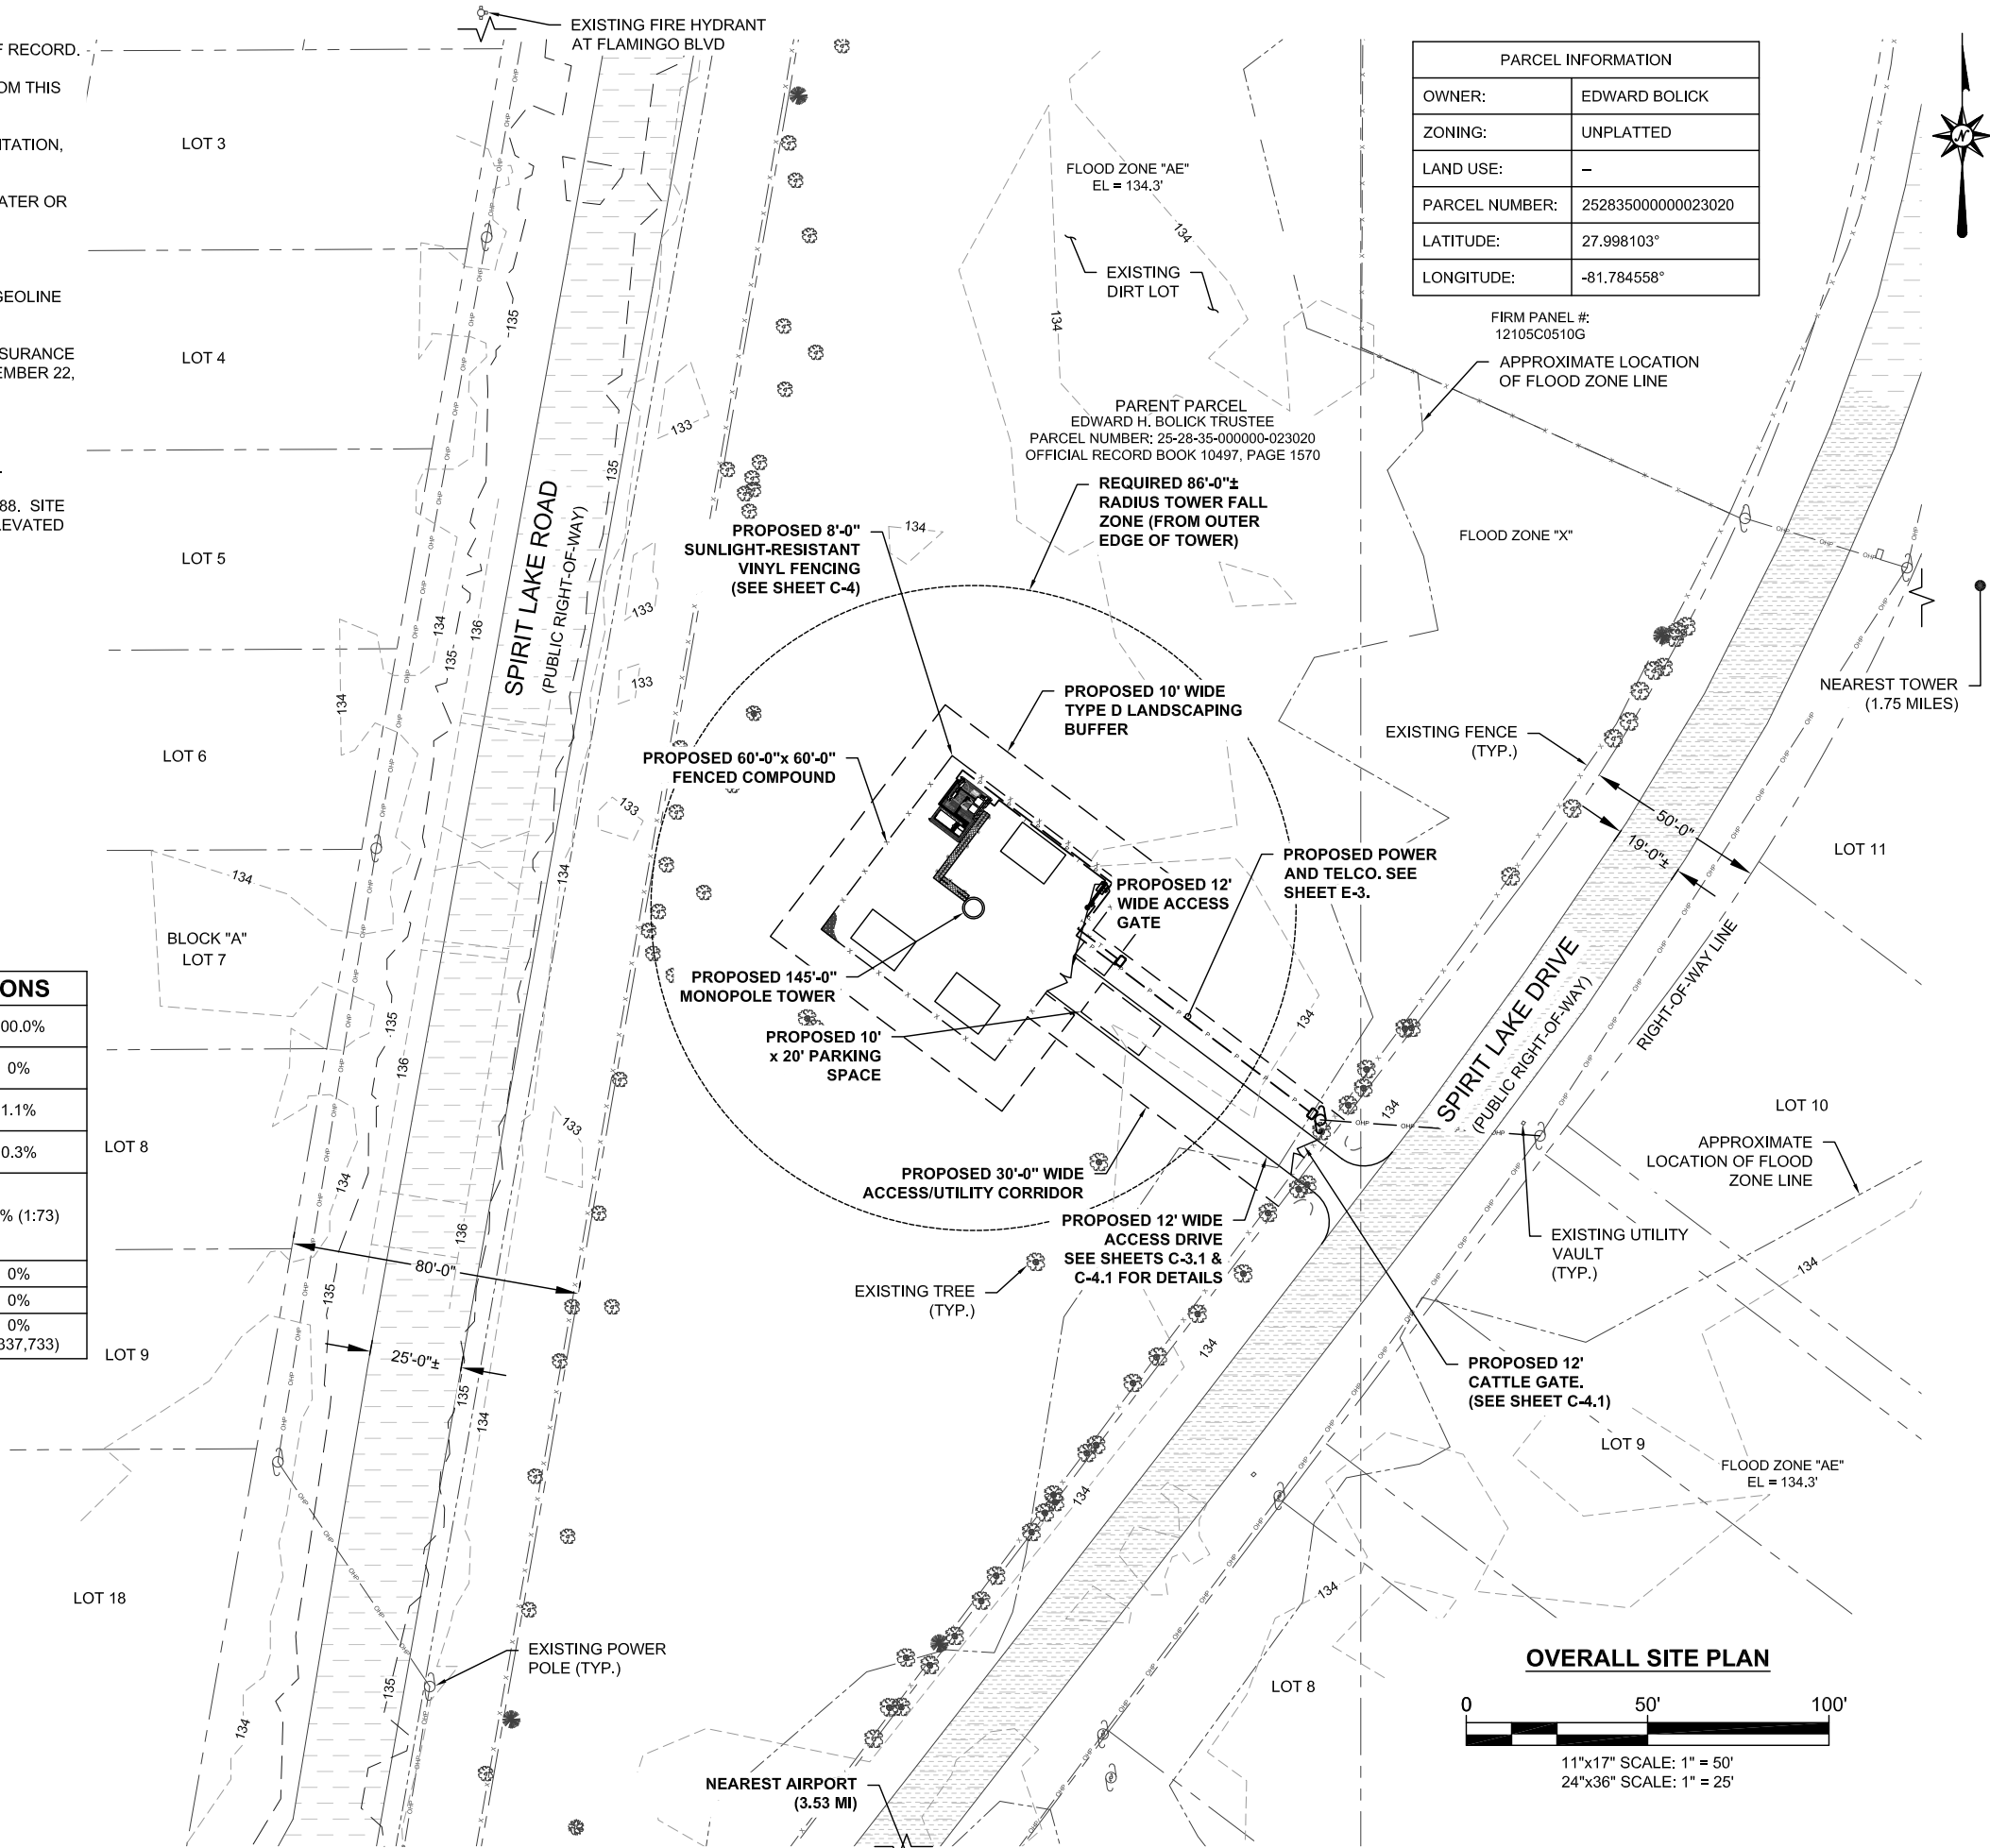 EXISTING FIRE HYDRANT
AT FLAMINGO BLVD
F RECORD.
OM THIS
TATION,
ATER OR
GEOLINE
SURANCE
EMBER 22,
88.  SITE
LEVATED
PARCEL INFORMATION
OWNER: EDWARD BOLICK
ZONING: UNPLATTED
LAND USE: –
PARCEL NUMBER: 252835000000023020
LATITUDE: 27.998103°
LONGITUDE: -81.784558°
N
FIRM PANEL #:
12105C0510G
APPROXIMATE LOCATION
OF FLOOD ZONE LINE
LOT 3
LOT 4
LOT 5
LOT 6
BLOCK "A"
LOT 7
LOT 8
LOT 9
LOT 18
FLOOD ZONE "AE"
EL = 134.3'
EXISTING
DIRT LOT
PARENT PARCEL
EDWARD H. BOLICK TRUSTEE
PARCEL NUMBER: 25-28-35-000000-023020
OFFICIAL RECORD BOOK 10497, PAGE 1570
REQUIRED 86'-0"±
RADIUS TOWER FALL
ZONE (FROM OUTER
EDGE OF TOWER)
FLOOD ZONE "X"
SPIRIT LAKE ROAD
(PUBLIC RIGHT-OF-WAY)
PROPOSED 8'-0"
SUNLIGHT-RESISTANT
VINYL FENCING
(SEE SHEET C-4)
PROPOSED 10' WIDE
TYPE D LANDSCAPING
BUFFER
PROPOSED 60'-0"x 60'-0"
FENCED COMPOUND
EXISTING FENCE
(TYP.)
NEAREST TOWER
(1.75 MILES)
50'-0"
19'-0"±
LOT 11
PROPOSED POWER
AND TELCO. SEE
SHEET E-3.
PROPOSED 12'
WIDE ACCESS
GATE
PROPOSED 145'-0"
MONOPOLE TOWER
PROPOSED 10'
x 20' PARKING
SPACE
SPIRIT LAKE DRIVE
(PUBLIC RIGHT-OF-WAY)
RIGHT-OF-WAY LINE
ONS
00.0%
0%
1.1%
0.3%
% (1:73)
0%
0%
0%
337,733)
PROPOSED 30'-0" WIDE
ACCESS/UTILITY CORRIDOR
PROPOSED 12' WIDE
ACCESS DRIVE
SEE SHEETS C-3.1 &
C-4.1 FOR DETAILS
LOT 10
APPROXIMATE
LOCATION OF FLOOD
ZONE LINE
EXISTING UTILITY
VAULT
(TYP.)
80'-0"
25'-0"±
EXISTING TREE
(TYP.)
PROPOSED 12'
CATTLE GATE.
(SEE SHEET C-4.1)
LOT 9
FLOOD ZONE "AE"
EL = 134.3'
EXISTING POWER
POLE (TYP.)
LOT 8
NEAREST AIRPORT
(3.53 MI)
OVERALL SITE PLAN
0 50' 100'
11"x17" SCALE: 1" = 50'
24"x36" SCALE: 1" = 25'